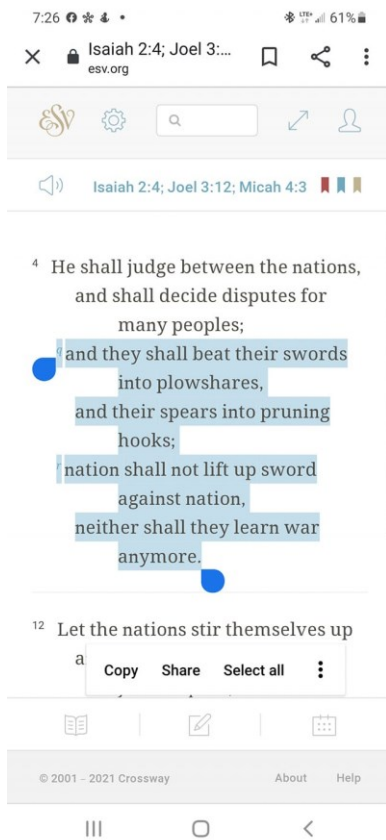 7:26
LTE+ 61%
Isaiah 2:4; Joel 3:...
esv.org
ESV
Isaiah 2:4; Joel 3:12; Micah 4:3
4 He shall judge between the nations,
and shall decide disputes for
many peoples;
q and they shall beat their swords
into plowshares,
and their spears into pruning
hooks;
r nation shall not lift up sword
against nation,
neither shall they learn war
anymore.
12 Let the nations stir themselves up
a
Copy Share Select all
© 2001 - 2021 Crossway About Help